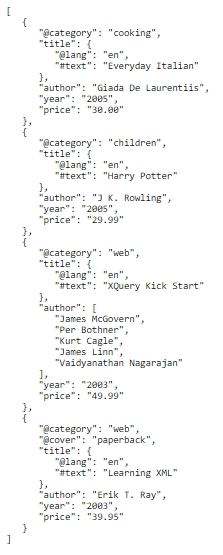 [
{
"@category": "cooking",
"title": {
"@lang": "en",
"#text": "Everyday Italian"
},
"author": "Giada De Laurentiis",
"year": "2005",
"price": "30.00"
},
{
"@category": "children",
"title": {
"@lang": "en",
"#text": "Harry Potter"
},
"author": "J K. Rowling",
"year": "2005",
"price": "29.99"
},
{
"@category": "web",
"title": {
"@lang": "en",
"#text": "XQuery Kick Start"
},
"author": [
"James McGovern",
"Per Bothner",
"Kurt Cagle",
"James Linn",
"Vaidyanathan Nagarajan"
],
"year": "2003",
"price": "49.99"
},
{
"@category": "web",
"@cover": "paperback",
"title": {
"@lang": "en",
"#text": "Learning XML"
},
"author": "Erik T. Ray",
"year": "2003",
"price": "39.95"
}
]